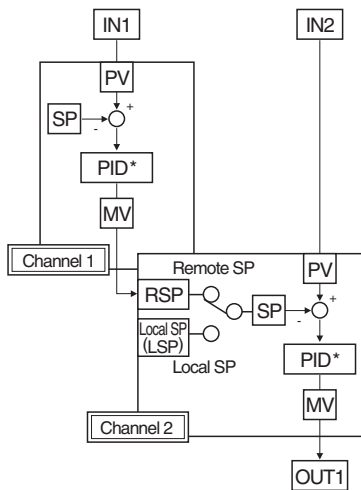 IN1
IN2
PV
SP
+
-
PID*
MV
Channel 1
Remote SP
PV
RSP
SP
+
-
Local SP
(LSP)
Local SP
PID*
MV
Channel 2
OUT1